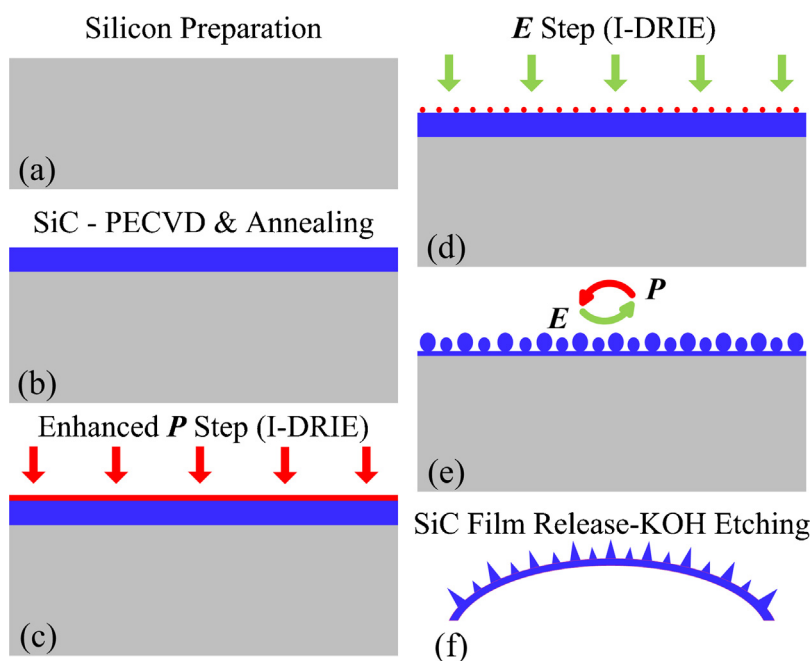 Silicon Preparation
(a)
SiC - PECVD & Annealing
(b)
Enhanced P Step (I-DRIE)
(c)
E Step (I-DRIE)
(d)
P
E
(e)
SiC Film Release-KOH Etching
(f)